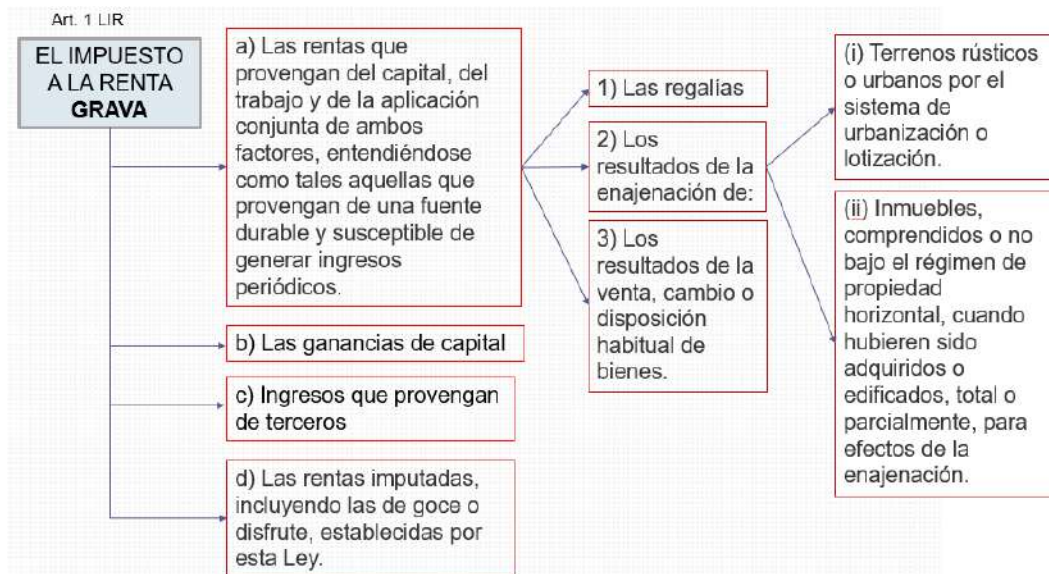 Art. 1 LIR
EL IMPUESTO
A LA RENTA
GRAVA
a) Las rentas que
provengan del capital, del
trabajo y de la aplicación
conjunta de ambos
factores, entendiéndose
como tales aquellas que
provengan de una fuente
durable y susceptible de
generar ingresos
periódicos.
b) Las ganancias de capital
c) Ingresos que provengan
de terceros
d) Las rentas imputadas,
incluyendo las de goce o
disfrute, establecidas por
esta Ley.
1) Las regalías
2) Los
resultados de la
enajenación de:
3) Los
resultados de la
venta, cambio o
disposición
habitual de
bienes.
(i) Terrenos rústicos
o urbanos por el
sistema de
urbanización o
lotización.
(ii) Inmuebles,
comprendidos o no
bajo el régimen de
propiedad
horizontal, cuando
hubieren sido
adquiridos o
edificados, total o
parcialmente, para
efectos de la
enajenación.